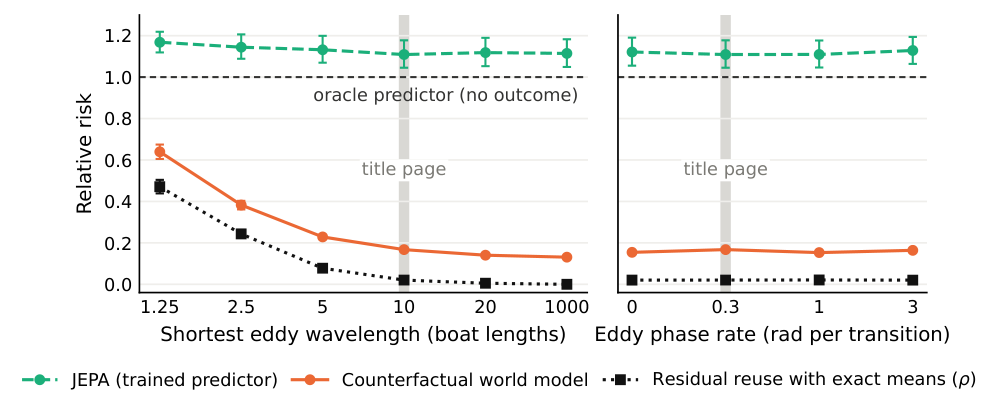 1.2
1.0
0.8
0.6
0.4
0.2
0.0
Relative risk
oracle predictor (no outcome)
title page
title page
1.25 2.5 5 10 20 1000
0 0.3 1 3
Shortest eddy wavelength (boat lengths)
Eddy phase rate (rad per transition)
JEPA (trained predictor) Counterfactual world model Residual reuse with exact means (ρ)